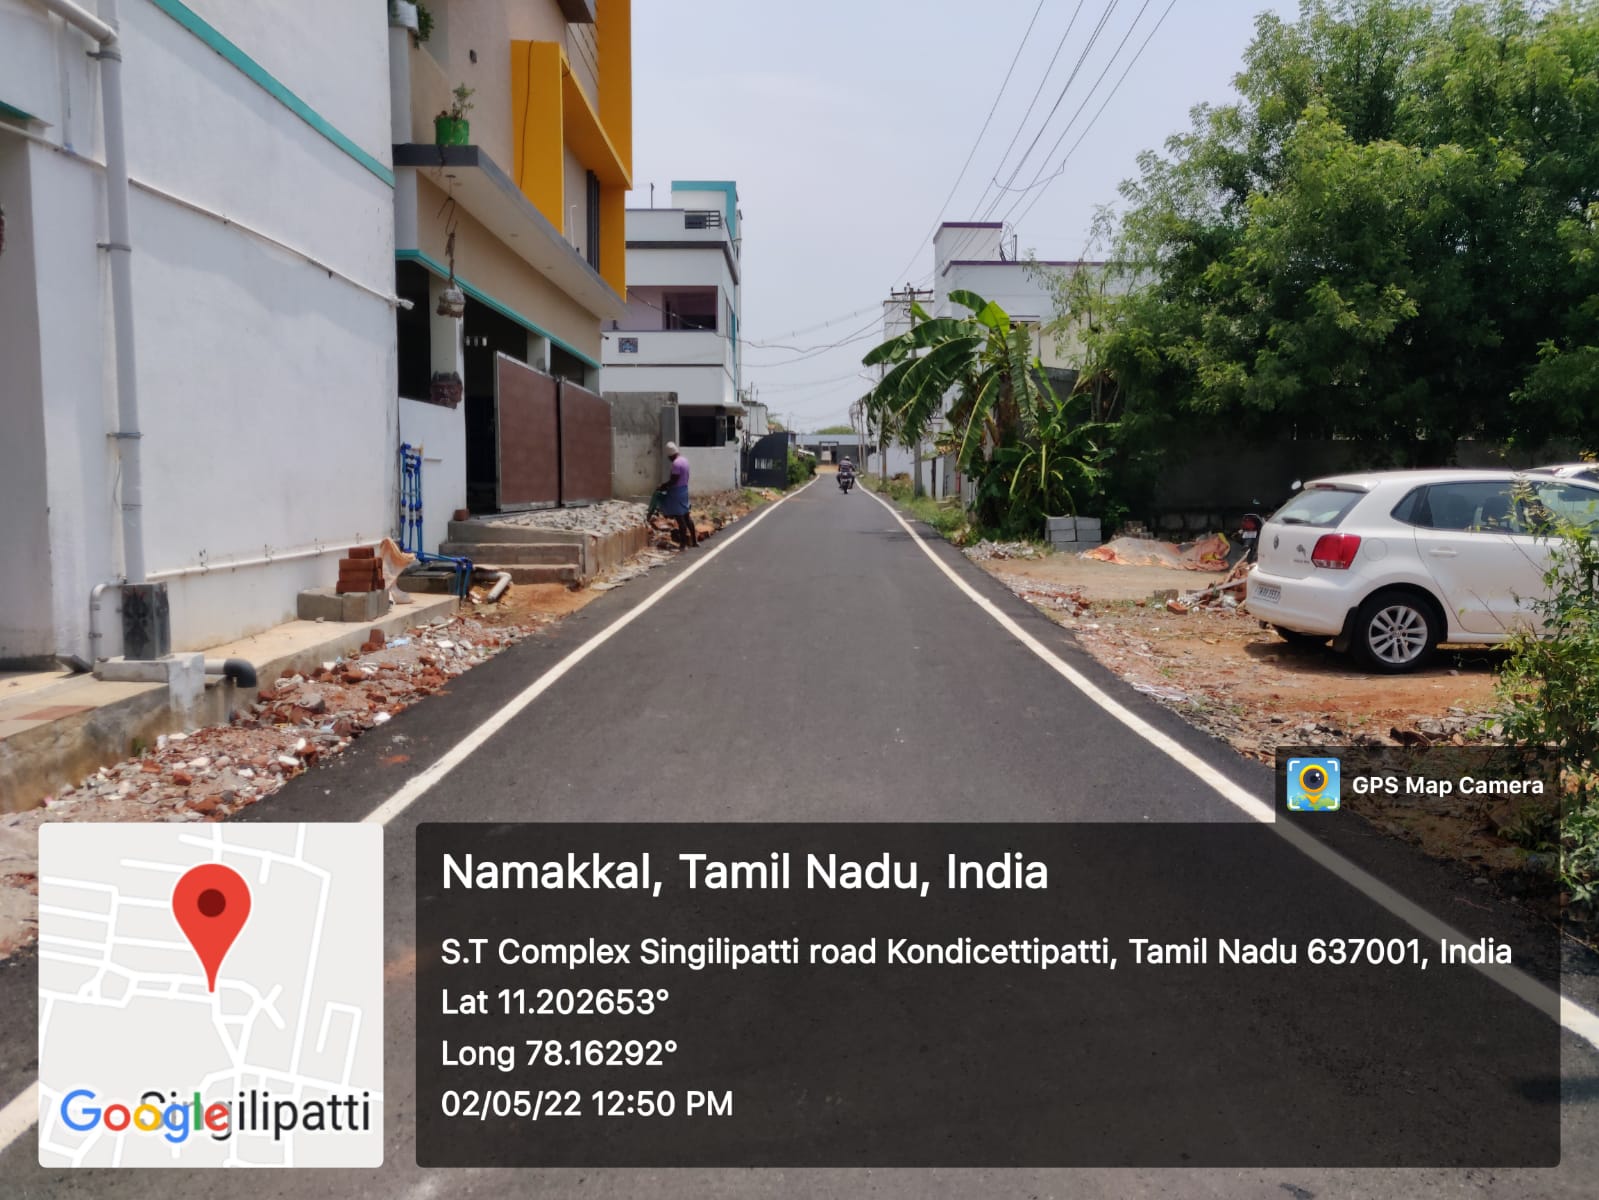 GPS Map Camera
Namakkal, Tamil Nadu, India
S.T Complex Singilipatti road Kondicettipatti, Tamil Nadu 637001, India
Lat 11.202653°
Long 78.16292°
02/05/22 12:50 PM
Google
Singilipatti